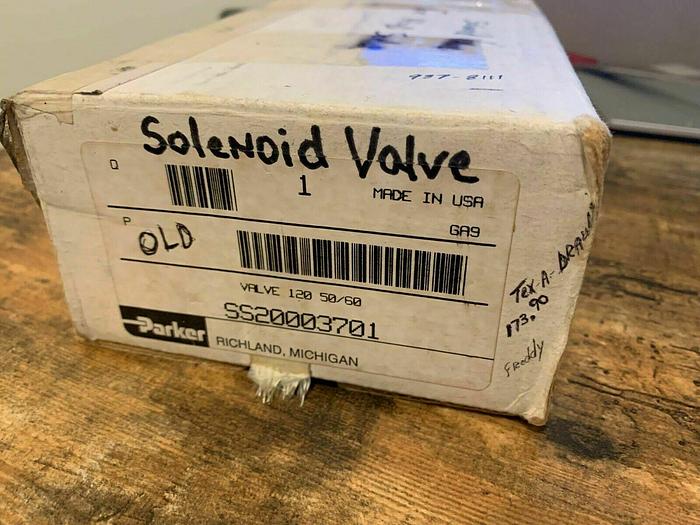 937-8111
Solenoid Valve
Q
1
MADE IN USA
GA9
P
OLD
VALVE 120 50/60
SS20003701
Parker
RICHLAND, MICHIGAN
Tex-A-DRAULI
173.90
Freddy